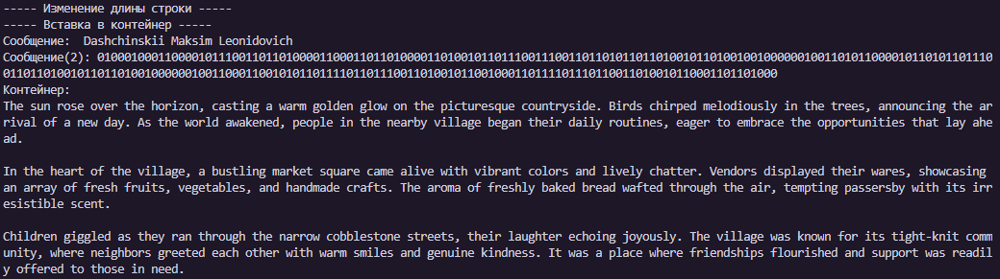 ----- Изменение длины строки -----
----- Вставка в контейнер -----
Сообщение:  Dashchinskii Maksim Leonidovich
Сообщение(2): 0100010001100001011100110110100001100011011010000110100101101110011100110110101101101001011010010010000001001101011000010110101101110
0110110100101101101001000000100110001100101011011110110111001101001011001000110111101110110011010010110001101101000
Контейнер:
The sun rose over the horizon, casting a warm golden glow on the picturesque countryside. Birds chirped melodiously in the trees, announcing the ar
rival of a new day. As the world awakened, people in the nearby village began their daily routines, eager to embrace the opportunities that lay ahe
ad.
In the heart of the village, a bustling market square came alive with vibrant colors and lively chatter. Vendors displayed their wares, showcasing
an array of fresh fruits, vegetables, and handmade crafts. The aroma of freshly baked bread wafted through the air, tempting passersby with its irr
esistible scent.
Children giggled as they ran through the narrow cobblestone streets, their laughter echoing joyously. The village was known for its tight-knit comm
unity, where neighbors greeted each other with warm smiles and genuine kindness. It was a place where friendships flourished and support was readil
y offered to those in need.